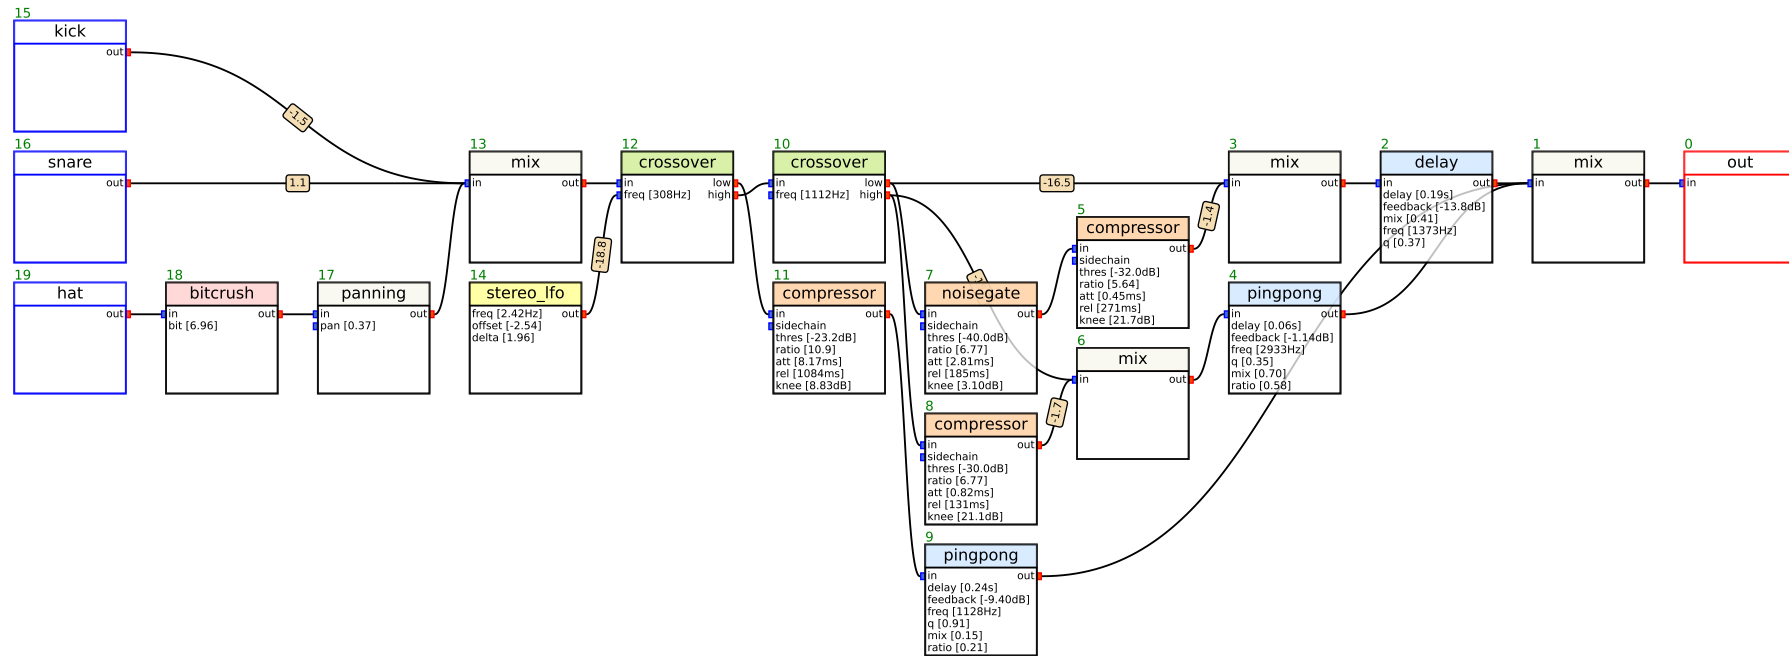 15
kick
out
-1.5
16
snare
out
1.1
19
hat
out
18
bitcrush
in out
bit [6.96]
17
panning
in out
pan [0.37]
13
mix
in out
14
stereo_lfo
freq [2.42Hz] out
offset [-2.54]
delta [1.96]
-18.8
12
crossover
in low
freq [308Hz] high
10
crossover
in low
freq [1112Hz] high
11
compressor
in out
sidechain
thres [-23.2dB]
ratio [10.9]
att [8.17ms]
rel [1084ms]
knee [8.83dB]
-16.5
7
noisegate
in out
sidechain
thres [-40.0dB]
ratio [6.77]
att [2.81ms]
rel [185ms]
knee [3.10dB]
8
compressor
in out
sidechain
thres [-30.0dB]
ratio [6.77]
att [0.82ms]
rel [131ms]
knee [21.1dB]
9
pingpong
in out
delay [0.24s]
feedback [-9.40dB]
freq [1128Hz]
q [0.91]
mix [0.15]
ratio [0.21]
5
compressor
in out
sidechain
thres [-32.0dB]
ratio [5.64]
att [0.45ms]
rel [271ms]
knee [21.7dB]
-1.4
6
mix
in out
-1.7
3
mix
in out
4
pingpong
in out
delay [0.06s]
feedback [-1.14dB]
freq [2933Hz]
q [0.35]
mix [0.70]
ratio [0.58]
2
delay
in out
delay [0.19s]
feedback [-13.8dB]
mix [0.41]
freq [1373Hz]
q [0.37]
1
mix
in out
0
out
in